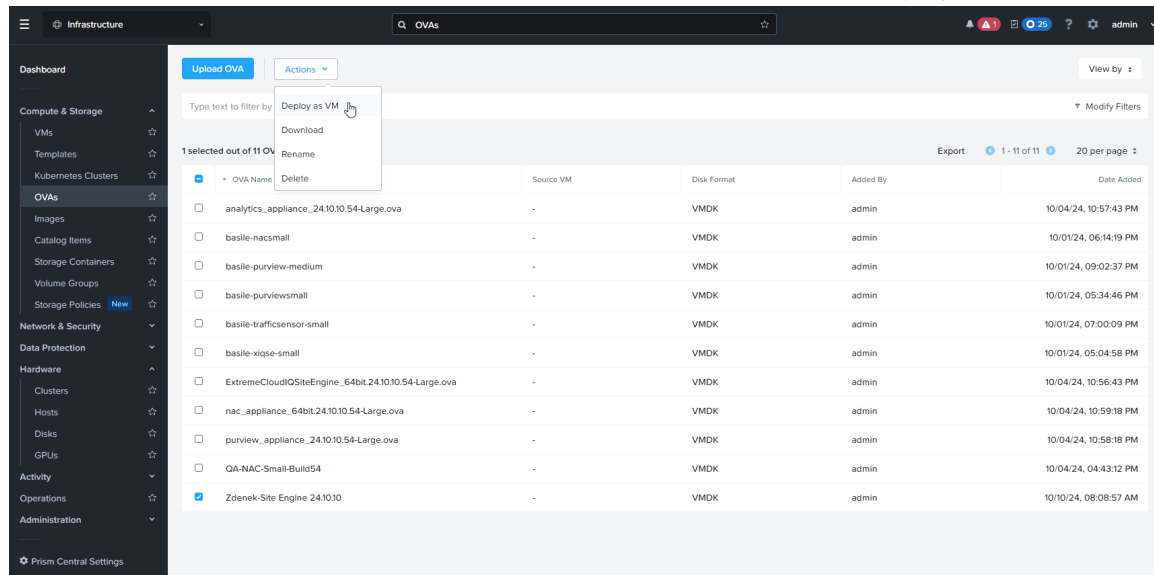 Infrastructure
OVAs
1
25
?
admin
Dashboard
Compute & Storage
VMs
Templates
Kubernetes Clusters
OVAs
Images
Catalog Items
Storage Containers
Volume Groups
Storage Policies New
Network & Security
Data Protection
Hardware
Clusters
Hosts
Disks
GPUs
Activity
Operations
Administration
Prism Central Settings
Upload OVA
Actions
View by
Type text to filter by
Modify Filters
Deploy as VM
Download
Rename
Delete
1 selected out of 11 OV
Export 1 - 11 of 11 20 per page
OVA Name Source VM Disk Format Added By Date Added
analytics_appliance_24.10.10.54-Large.ova - VMDK admin 10/04/24, 10:57:43 PM
basile-nacsmall - VMDK admin 10/01/24, 06:14:19 PM
basile-purview-medium - VMDK admin 10/01/24, 09:02:37 PM
basile-purviewsmall - VMDK admin 10/01/24, 05:34:46 PM
basile-trafficsensor-small - VMDK admin 10/01/24, 07:00:09 PM
basile-xiqse-small - VMDK admin 10/01/24, 05:04:58 PM
ExtremeCloudIQSiteEngine_64bit.24.10.10.54-Large.ova - VMDK admin 10/04/24, 10:56:43 PM
nac_appliance_64bit.24.10.10.54-Large.ova - VMDK admin 10/04/24, 10:59:18 PM
purview_appliance_24.10.10.54-Large.ova - VMDK admin 10/04/24, 10:58:18 PM
QA-NAC-Small-Build54 - VMDK admin 10/04/24, 04:43:12 PM
Zdenek-Site Engine 24.10.10 - VMDK admin 10/10/24, 08:08:57 AM